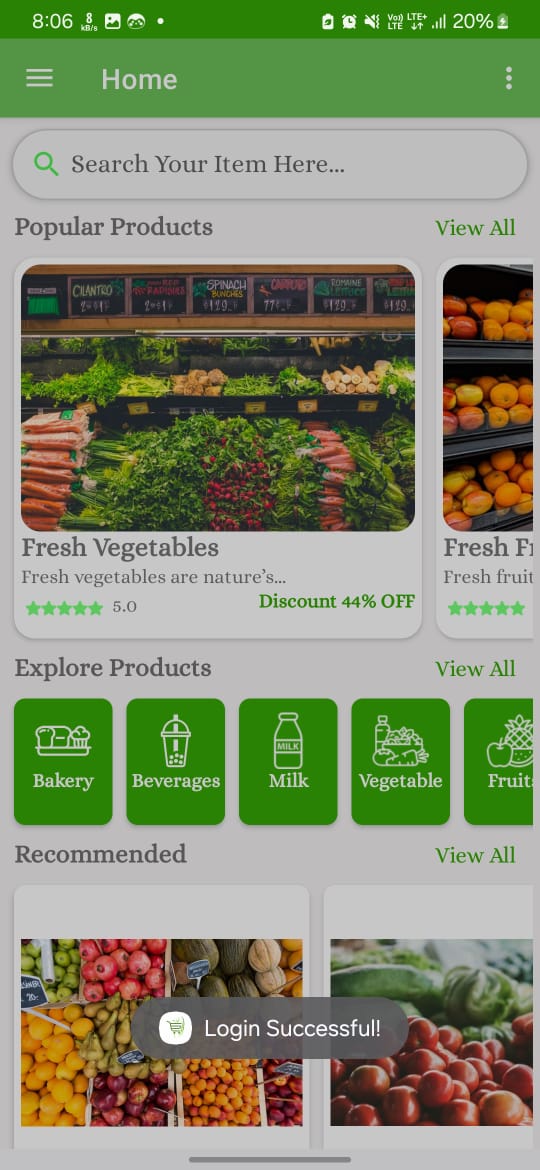 8:06 8 kB/s Vo)) LTE LTE+ 20%
Home
Search Your Item Here...
Popular Products View All
CILANTRO RADISHES SPINACH BUNCHES CARROTS ROMAINE LETTUCE
Fresh Vegetables Fresh Fr
Fresh vegetables are nature's... Fresh fruit
5.0 Discount 44% OFF
Explore Products View All
MILK
Bakery Beverages Milk Vegetable Fruits
Recommended View All
Login Successful!